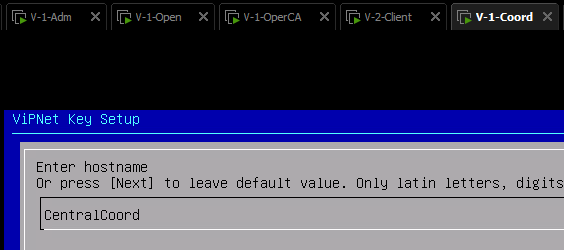 V-1-Adm
V-1-Open
V-1-OperCA
V-2-Client
V-1-Coord
ViPNet Key Setup
Enter hostname
Or press [Next] to leave default value. Only latin letters, digits
CentralCoord